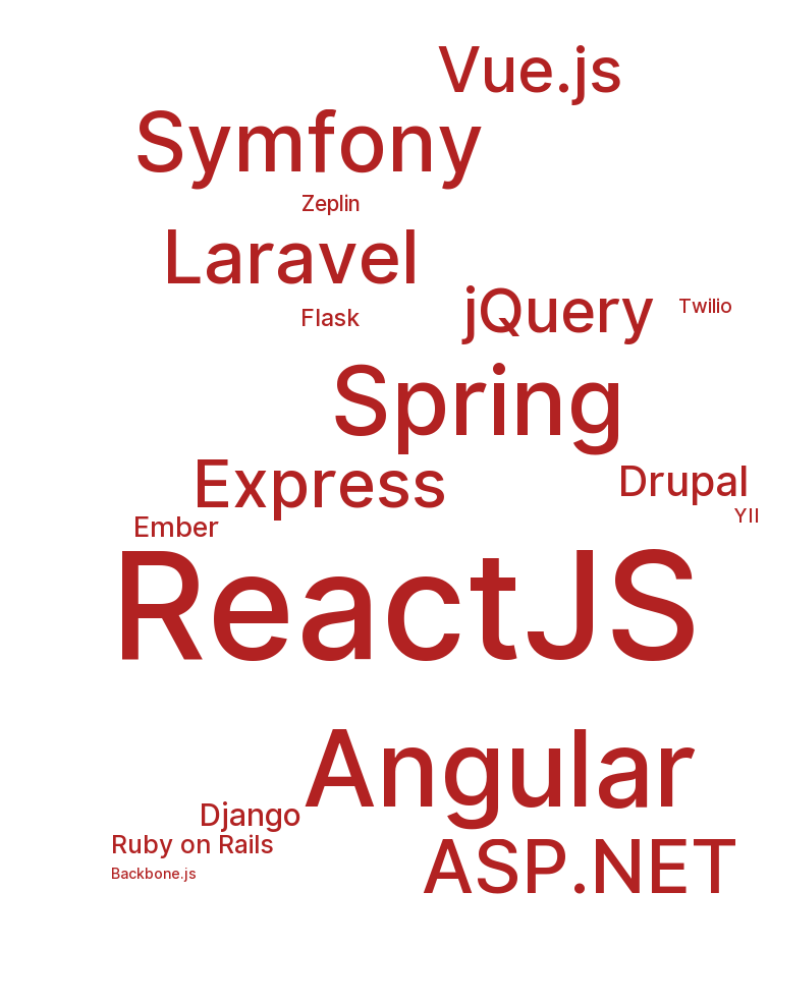 Vue.js
Symfony
Zeplin
Laravel
jQuery
Twilio
Flask
Spring
Express
Drupal
YII
Ember
ReactJS
Angular
Django
Ruby on Rails
ASP.NET
Backbone.js